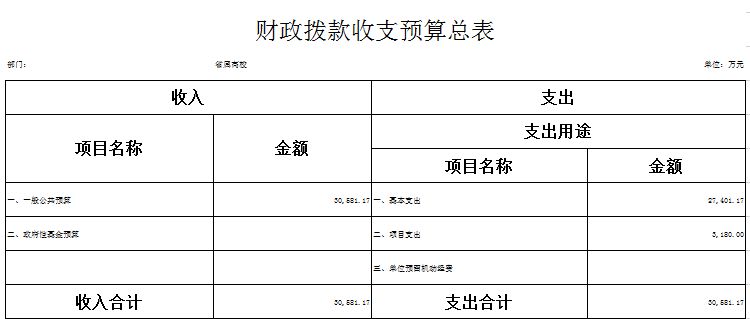 财政拨款收支预算总表
部门： 省属高校 单位：万元
收入 支出
项目名称 金额 支出用途
项目名称 金额
一、一般公共预算 30,581.17 一、基本支出 27,401.17
二、政府性基金预算 二、项目支出 3,180.00
三、单位预留机动经费
收入合计 30,581.17 支出合计 30,581.17